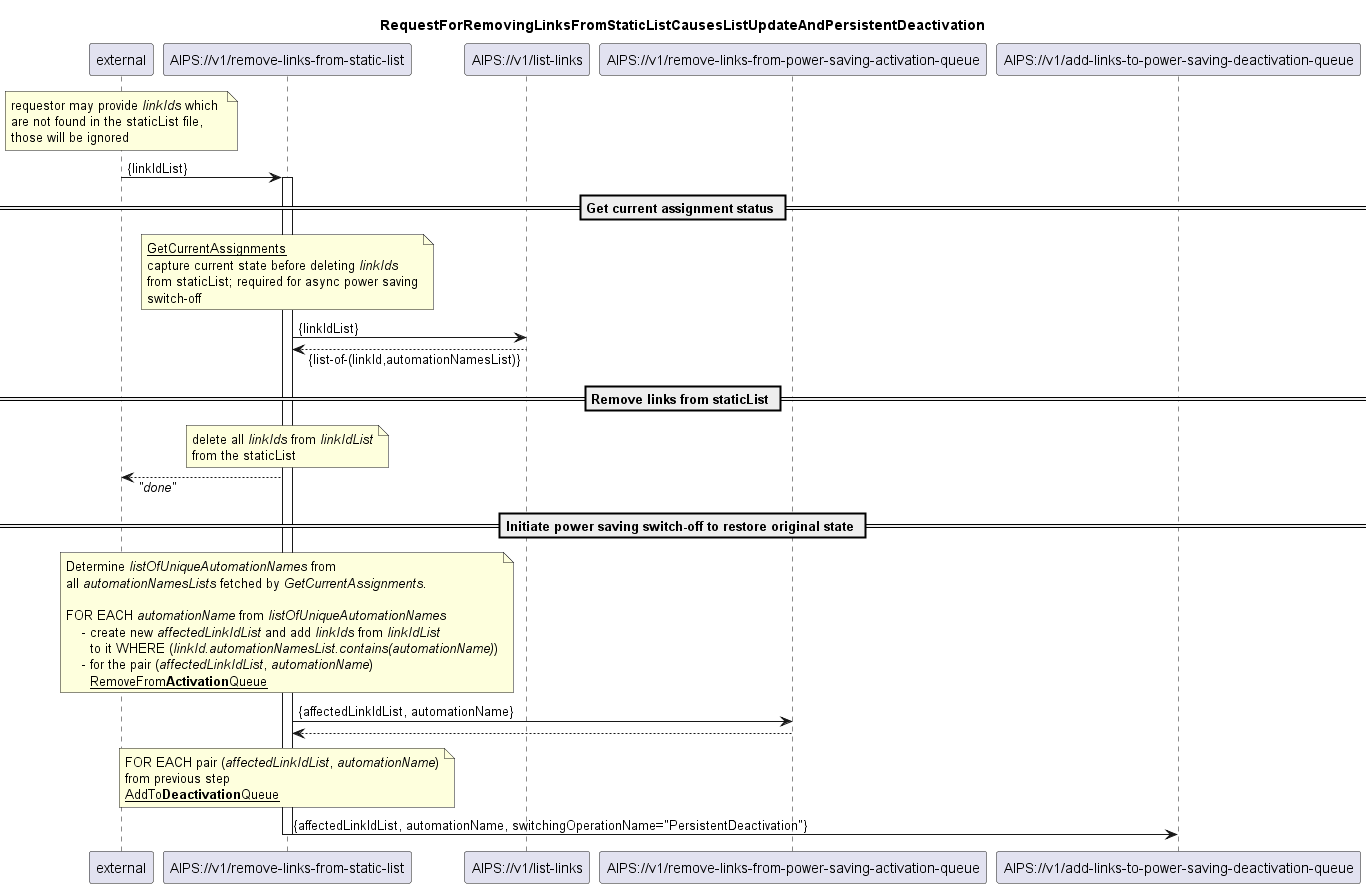 RequestForRemovingLinksFromStaticListCausesListUpdateAndPersistentDeactivation
external
AIPS://v1/remove-links-from-static-list
AIPS://v1/list-links
AIPS://v1/remove-links-from-power-saving-activation-queue
AIPS://v1/add-links-to-power-saving-deactivation-queue
requestor may provide linkIds which
are not found in the staticList file,
those will be ignored
{linkIdList}
Get current assignment status
GetCurrentAssignments
capture current state before deleting linkIds
from staticList; required for async power saving
switch-off
{linkIdList}
{list-of-(linkId,automationNamesList)}
Remove links from staticList
delete all linkIds from linkIdList
from the staticList
"done"
Initiate power saving switch-off to restore original state
Determine listOfUniqueAutomationNames from
all automationNamesLists fetched by GetCurrentAssignments.
FOR EACH automationName from listOfUniqueAutomationNames
- create new affectedLinkIdList and add linkIds from linkIdList
to it WHERE (linkId.automationNamesList.contains(automationName))
- for the pair (affectedLinkIdList, automationName)
RemoveFromActivationQueue
{affectedLinkIdList, automationName}
FOR EACH pair (affectedLinkIdList, automationName)
from previous step
AddToDeactivationQueue
{affectedLinkIdList, automationName, switchingOperationName="PersistentDeactivation"}
external
AIPS://v1/remove-links-from-static-list
AIPS://v1/list-links
AIPS://v1/remove-links-from-power-saving-activation-queue
AIPS://v1/add-links-to-power-saving-deactivation-queue